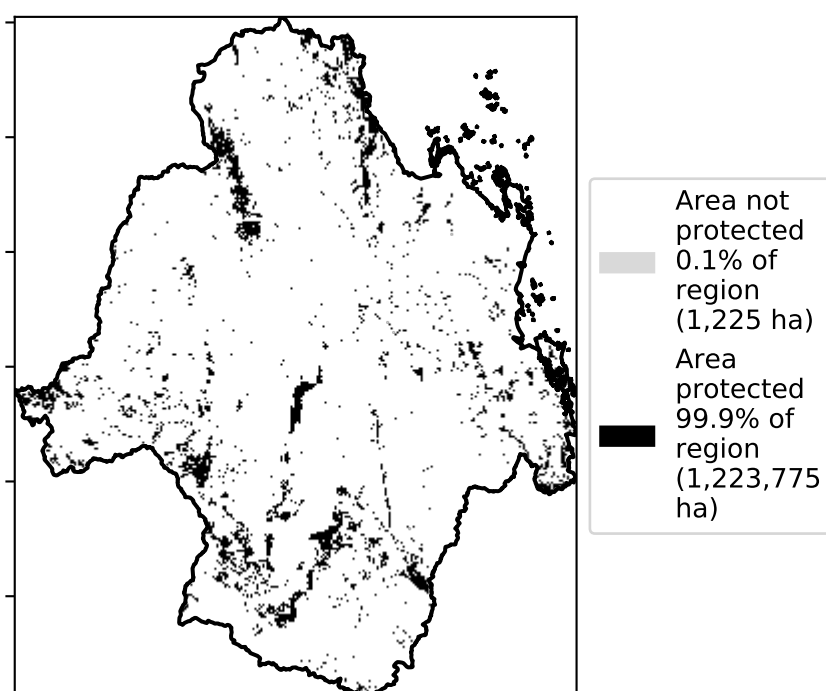 Area not
protected
0.1% of
region
(1,225 ha)
Area
protected
99.9% of
region
(1,223,775
ha)